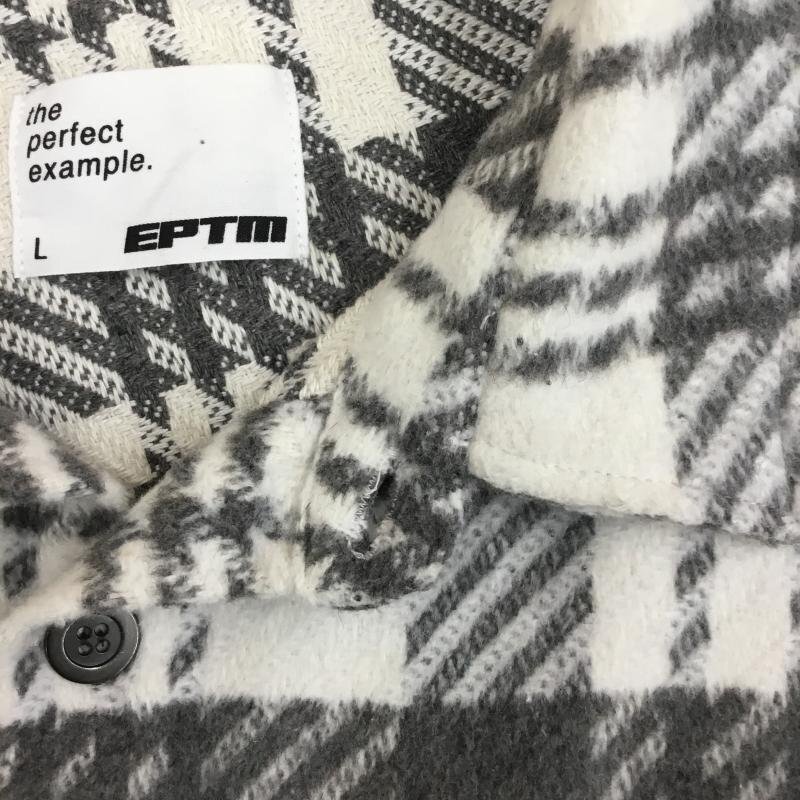 the
perfect
example.
L
EPTM